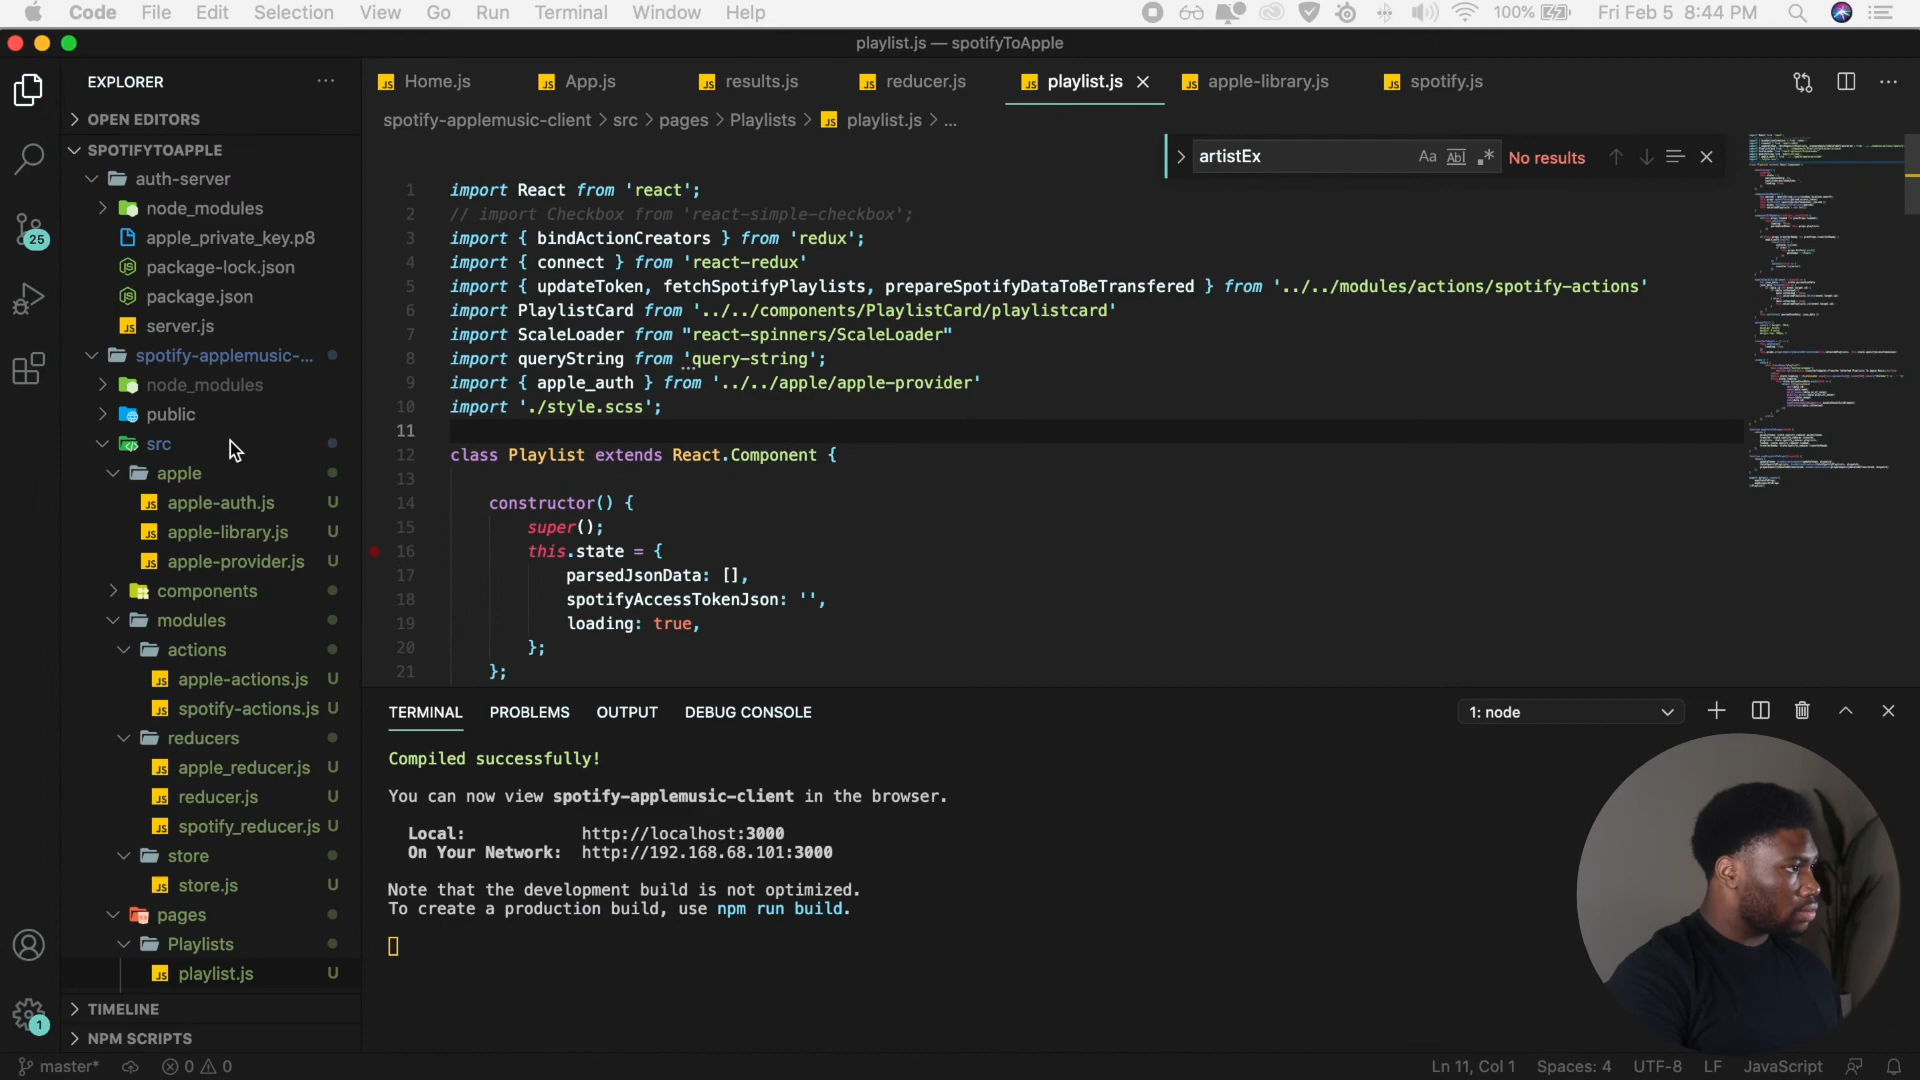 Code File Edit Selection View Go Run Terminal Window Help 100% Fri Feb 5 8:44 PM
playlist.js — spotifyToApple
EXPLORER
Home.js App.js results.js reducer.js playlist.js apple-library.js spotify.js
spotify-applemusic-client > src > pages > Playlists > playlist.js > ...
artistEx Aa Abl .* No results
OPEN EDITORS
SPOTIFYTOAPPLE
auth-server
node_modules
apple_private_key.p8
package-lock.json
package.json
server.js
spotify-applemusic-...
node_modules
public
src
apple
apple-auth.js U
apple-library.js U
apple-provider.js U
components
modules
actions
apple-actions.js U
spotify-actions.js U
reducers
apple_reducer.js U
reducer.js U
spotify_reducer.js U
store
store.js U
pages
Playlists
playlist.js U
TIMELINE
NPM SCRIPTS
25
1
1 import React from 'react';
2 // import Checkbox from 'react-simple-checkbox';
3 import { bindActionCreators } from 'redux';
4 import { connect } from 'react-redux'
5 import { updateToken, fetchSpotifyPlaylists, prepareSpotifyDataToBeTransfered } from '../../modules/actions/spotify-actions'
6 import PlaylistCard from '../../components/PlaylistCard/playlistcard'
7 import ScaleLoader from "react-spinners/ScaleLoader"
8 import queryString from 'query-string';
9 import { apple_auth } from '../../apple/apple-provider'
10 import './style.scss';
11
12 class Playlist extends React.Component {
13
14 constructor() {
15 super();
16 this.state = {
17 parsedJsonData: [],
18 spotifyAccessTokenJson: '',
19 loading: true,
20 };
21 };
TERMINAL PROBLEMS OUTPUT DEBUG CONSOLE 1: node
Compiled successfully!
You can now view spotify-applemusic-client in the browser.
Local: http://localhost:3000
On Your Network: http://192.168.68.101:3000
Note that the development build is not optimized.
To create a production build, use npm run build.
master* 0 0 Ln 11, Col 1 Spaces: 4 UTF-8 LF JavaScript